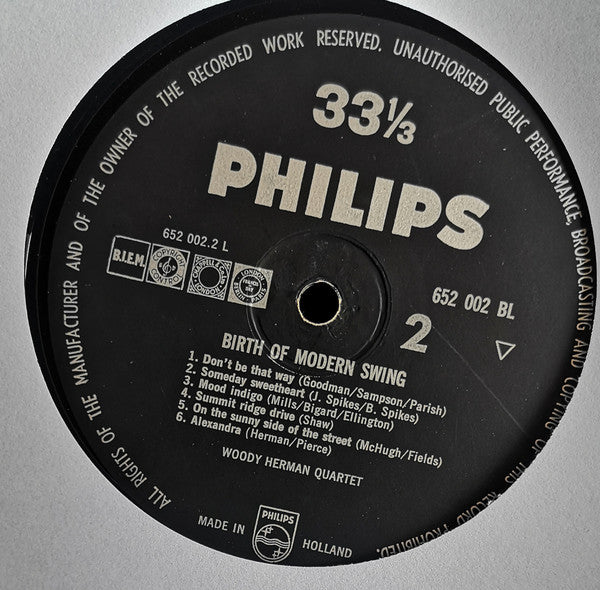 ALL RIGHTS OF THE MANUFACTURER AND OF THE OWNER OF THE RECORDED WORK RESERVED. UNAUTHORISED PUBLIC PERFORMANCE, BROADCASTING AND COPYING OF THIS RECORD PROHIBITED.
33⅓
PHILIPS
652 002.2 L
B.I.E.M.
COPYRIGHT CONTROL
652 002 BL
2
BIRTH OF MODERN SWING
1. Don't be that way (Goodman/Sampson/Parish)
2. Someday sweetheart (J. Spikes/B. Spikes)
3. Mood indigo (Mills/Bigard/Ellington)
4. Summit ridge drive (Shaw)
5. On the sunny side of the street (McHugh/Fields)
6. Alexandra (Herman/Pierce)
WOODY HERMAN QUARTET
MADE IN
PHILIPS
HOLLAND